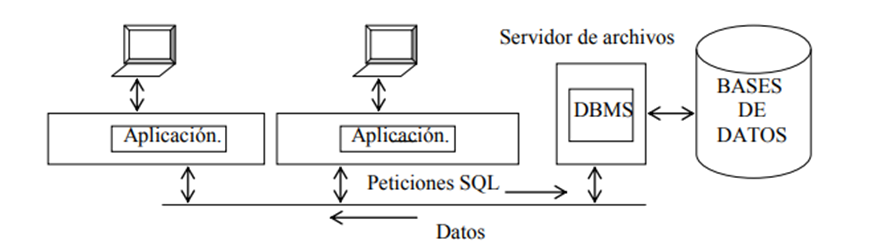 Servidor de archivos
Aplicación.
Aplicación.
DBMS
BASES
DE
DATOS
Peticiones SQL
Datos